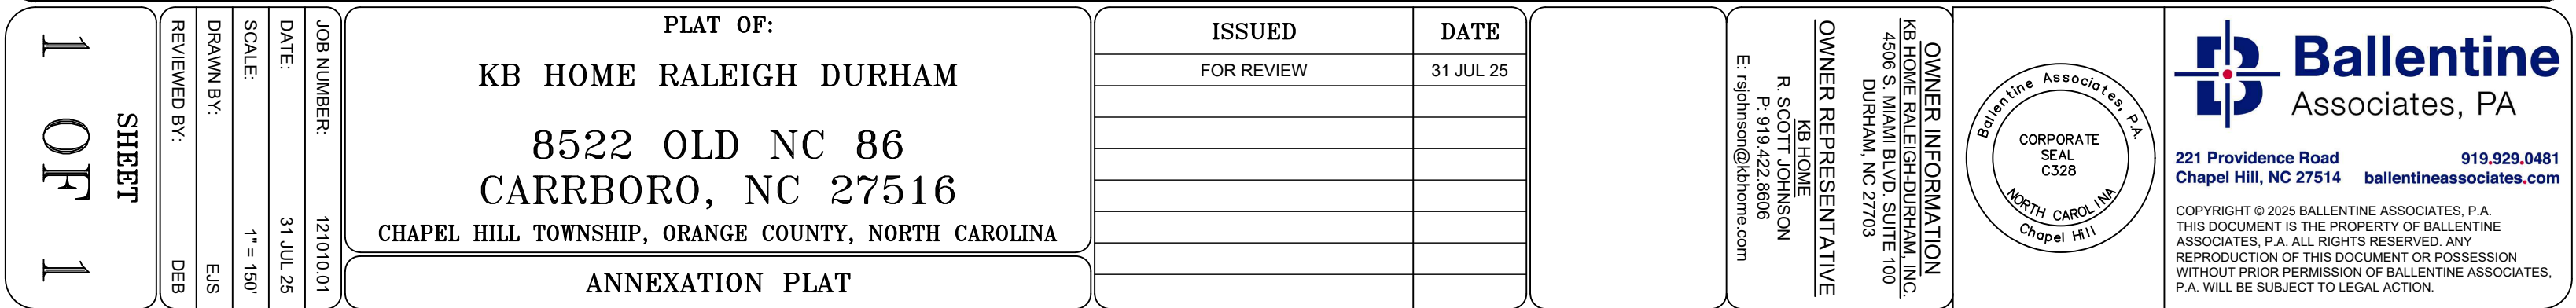 SHEET
1 OF 1
JOB NUMBER: 121010.01
DATE: 31 JUL 25
SCALE: 1" = 150'
DRAWN BY: EJS
REVIEWED BY: DEB
PLAT OF:
KB HOME RALEIGH DURHAM
8522 OLD NC 86
CARRBORO, NC 27516
CHAPEL HILL TOWNSHIP, ORANGE COUNTY, NORTH CAROLINA
ANNEXATION PLAT
ISSUED DATE
FOR REVIEW 31 JUL 25
OWNER INFORMATION
KB HOME RALEIGH-DURHAM, INC.
4506 S. MIAMI BLVD. SUITE 100
DURHAM, NC 27703
OWNER REPRESENTATIVE
KB HOME
R. SCOTT JOHNSON
P: 919.422.8606
E: rsjohnson@kbhome.com
Ballentine Associates, P.A.
CORPORATE
SEAL
C328
NORTH CAROLINA
Chapel Hill
B
Ballentine
Associates, PA
221 Providence Road 919.929.0481
Chapel Hill, NC 27514 ballentineassociates.com
COPYRIGHT © 2025 BALLENTINE ASSOCIATES, P.A.
THIS DOCUMENT IS THE PROPERTY OF BALLENTINE
ASSOCIATES, P.A. ALL RIGHTS RESERVED. ANY
REPRODUCTION OF THIS DOCUMENT OR POSSESSION
WITHOUT PRIOR PERMISSION OF BALLENTINE ASSOCIATES,
P.A. WILL BE SUBJECT TO LEGAL ACTION.